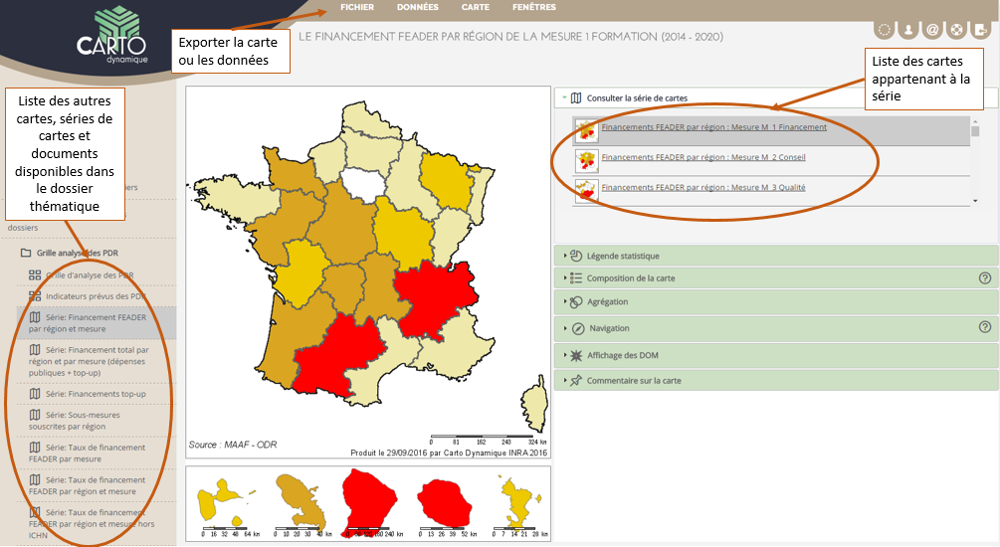 FICHIER DONNÉES CARTE FENÊTRES
CARTO
dynamique
Exporter la carte
ou les données
LE FINANCEMENT FEADER PAR RÉGION DE LA MESURE 1 FORMATION (2014 - 2020)
Liste des cartes
appartenant à la
série
Liste des autres
cartes, séries de
cartes et
documents
disponibles dans
le dossier
thématique
dossiers
Grille analyse des PDR
Grille d'analyse des PDR
Indicateurs prévus des PDR
Série: Financement FEADER
par région et mesure
Série: Financement total par
région et par mesure (dépenses
publiques + top-up)
Série: Financements top-up
Série: Sous-mesures
souscrites par région
Série: Taux de financement
FEADER par mesure
Série: Taux de financement
FEADER par région et mesure
Série: Taux de financement
FEADER par région et mesure hors
ICHN
Source : MAAF - ODR
0 81 162 243 324 km
Produit le 29/09/2016 par Carto Dynamique INRA 2016
0 16 32 48 64 km
0 10 20 30 40 km
0 60 120 180 240 km
0 13 26 39 52 km
0 7 14 21 28 km
Consulter la série de cartes
Financements FEADER par région : Mesure M_1 Financement
Financements FEADER par région : Mesure M_2 Conseil
Financements FEADER par région : Mesure M_3 Qualité
Légende statistique
Composition de la carte
Agrégation
Navigation
Affichage des DOM
Commentaire sur la carte